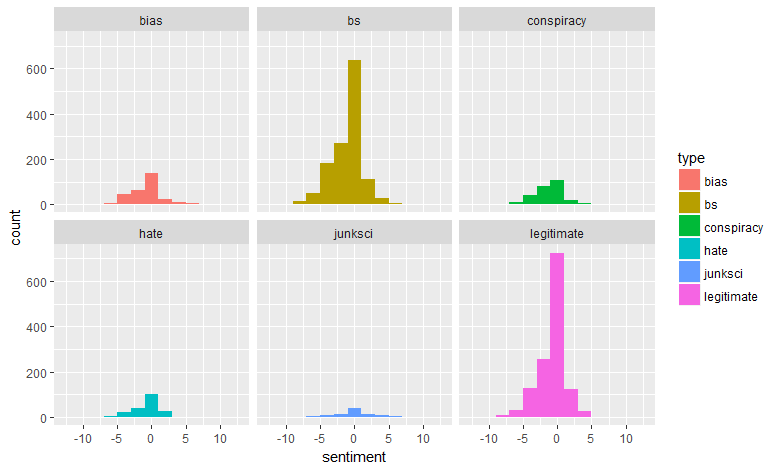 bias bs conspiracy
600
400
200
0
hate junksci legitimate
600
400
200
0
-10 -5 0 5 10 -10 -5 0 5 10 -10 -5 0 5 10
sentiment
count
type
bias
bs
conspiracy
hate
junksci
legitimate